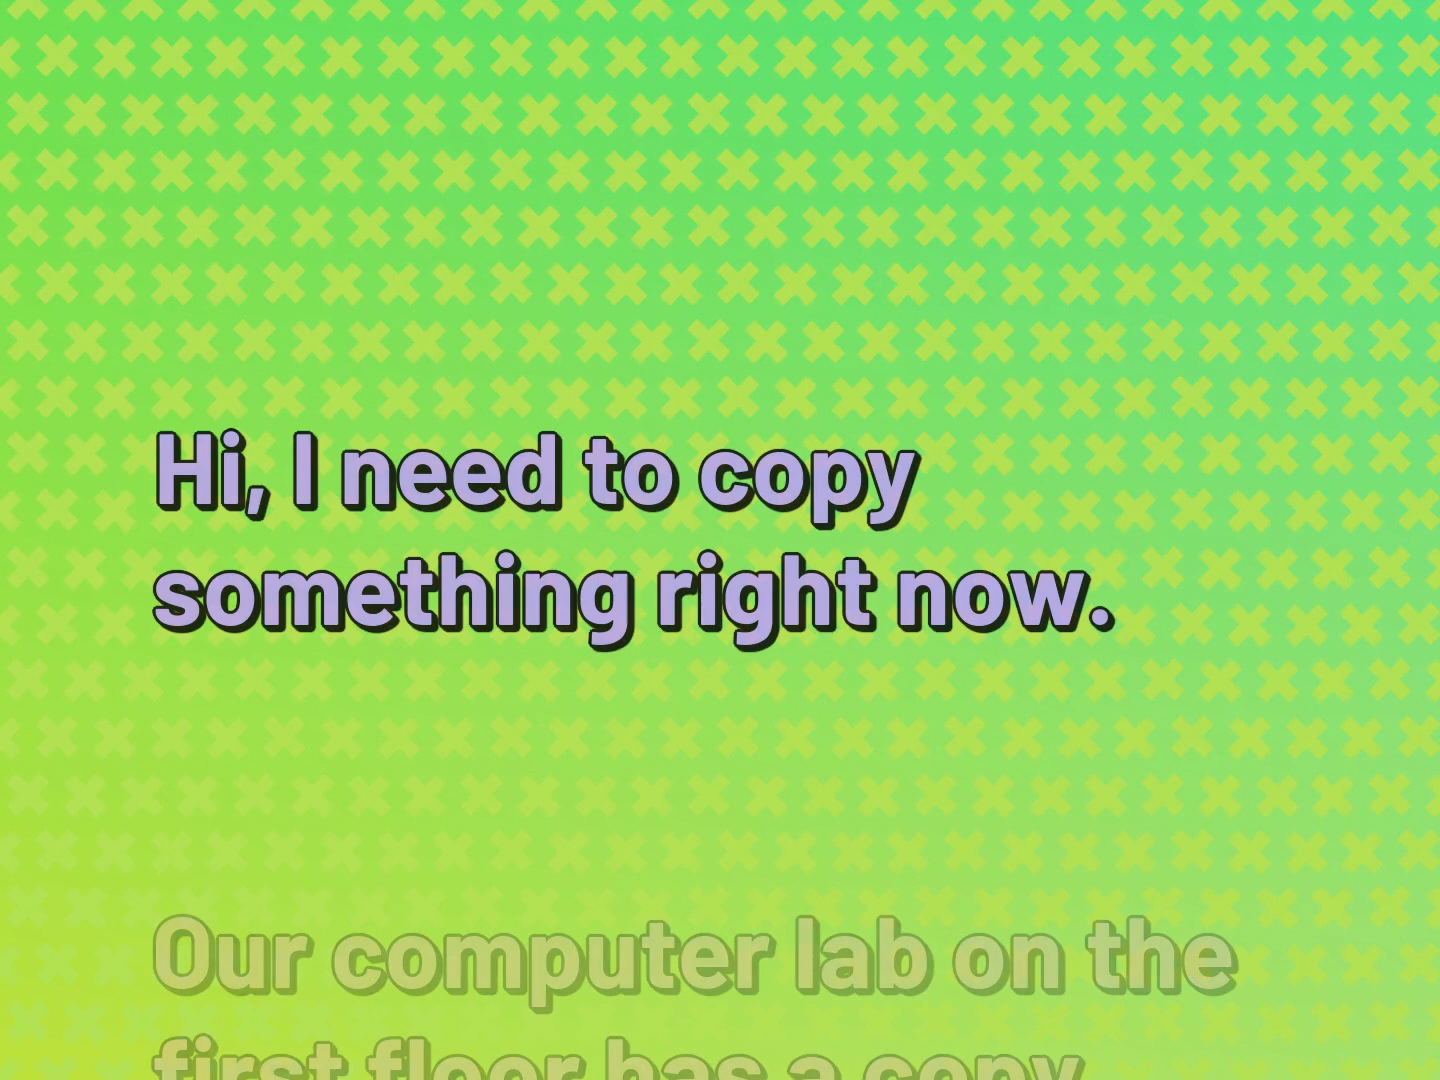 Hi, I need to copy
something right now.
Our computer lab on the
first floor has a copy